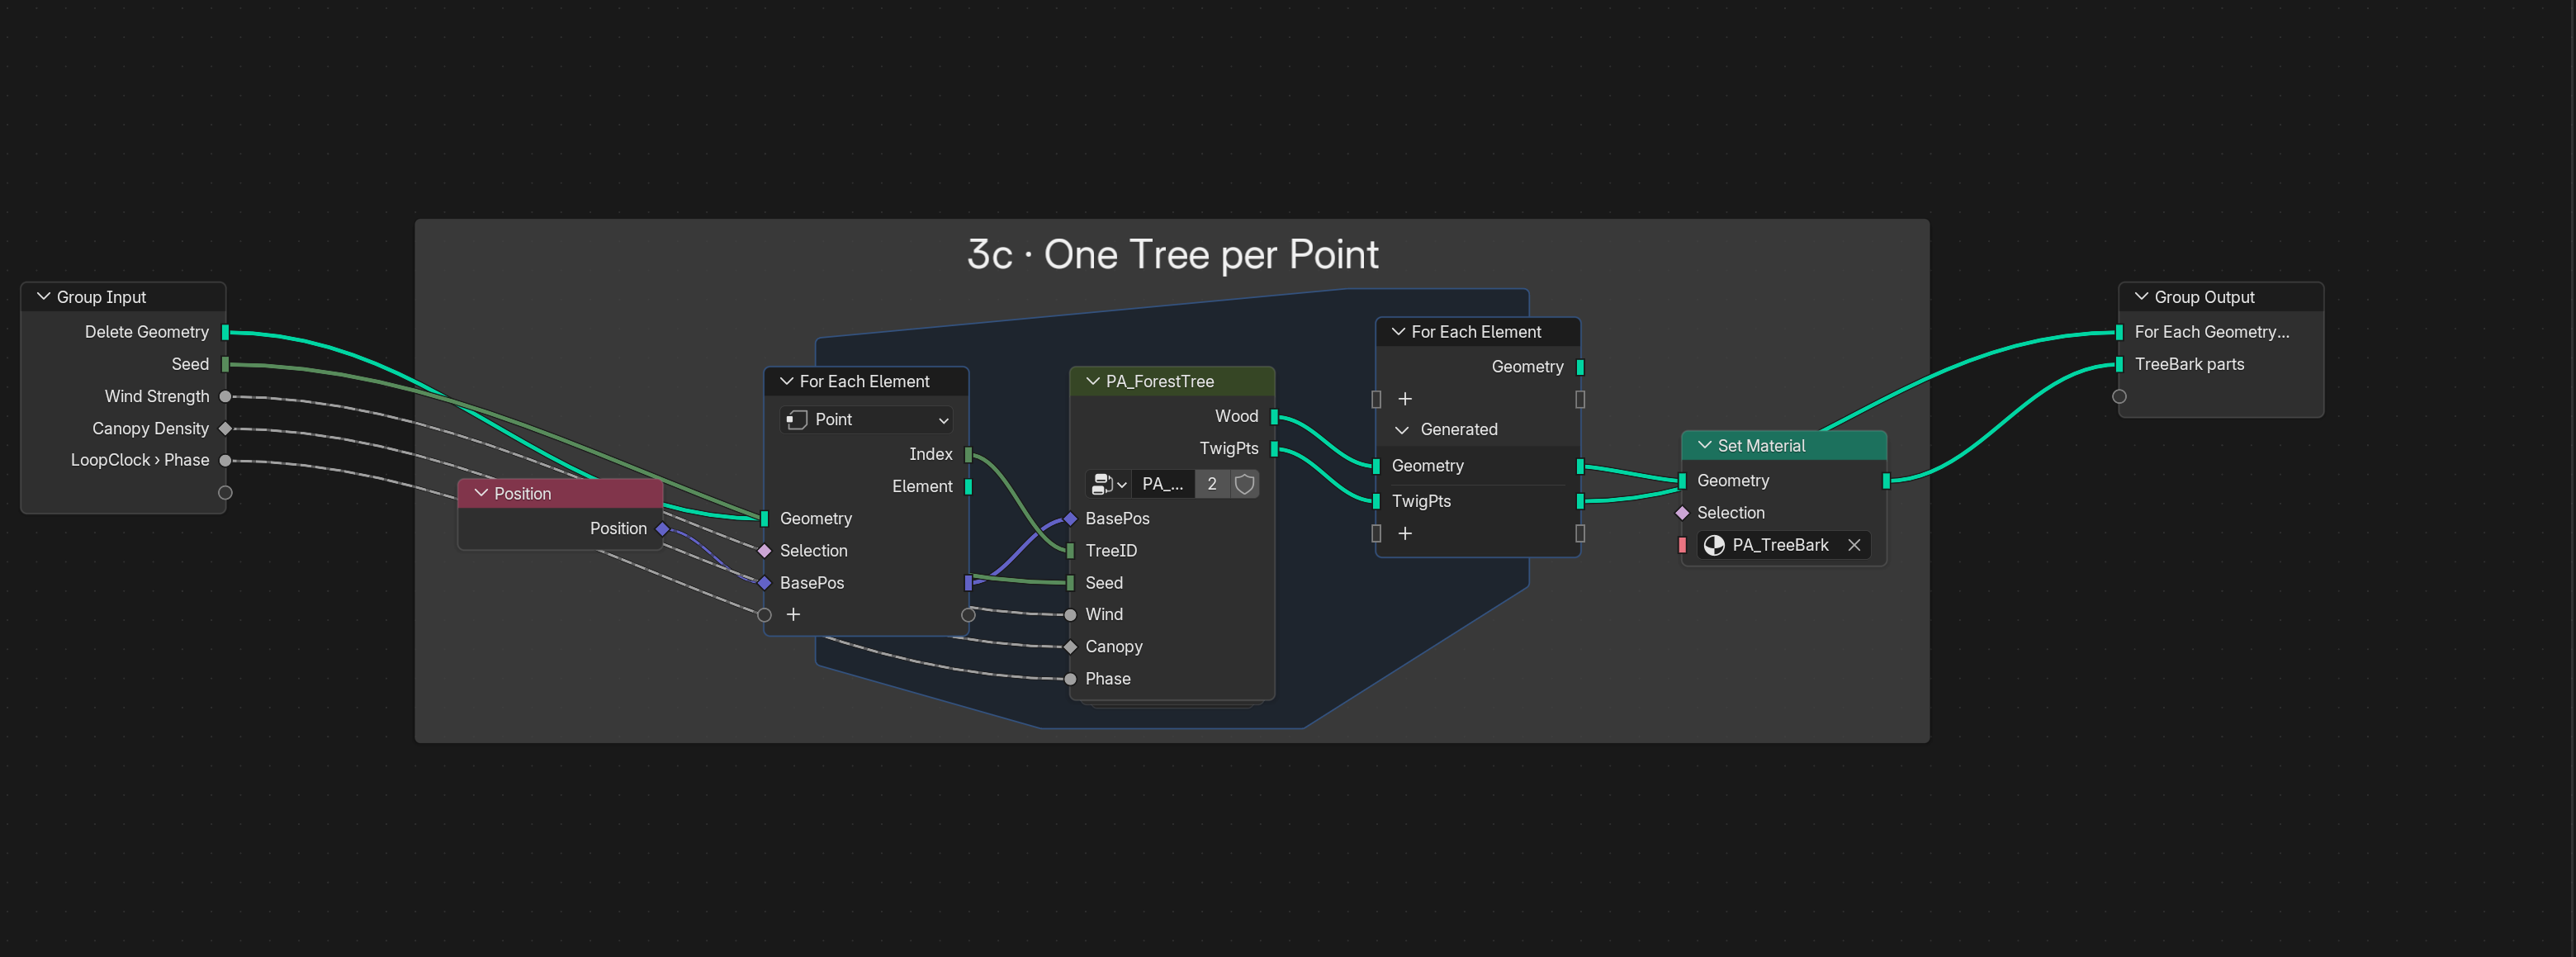 3c · One Tree per Point
Group Input
Delete Geometry
Seed
Wind Strength
Canopy Density
LoopClock › Phase
Position
Position
For Each Element
Point
Index
Element
Geometry
Selection
BasePos
+
PA_ForestTree
Wood
TwigPts
PA_... 2
BasePos
TreeID
Seed
Wind
Canopy
Phase
For Each Element
Geometry
+
Generated
Geometry
TwigPts
+
Set Material
Geometry
Selection
PA_TreeBark
Group Output
For Each Geometry...
TreeBark parts